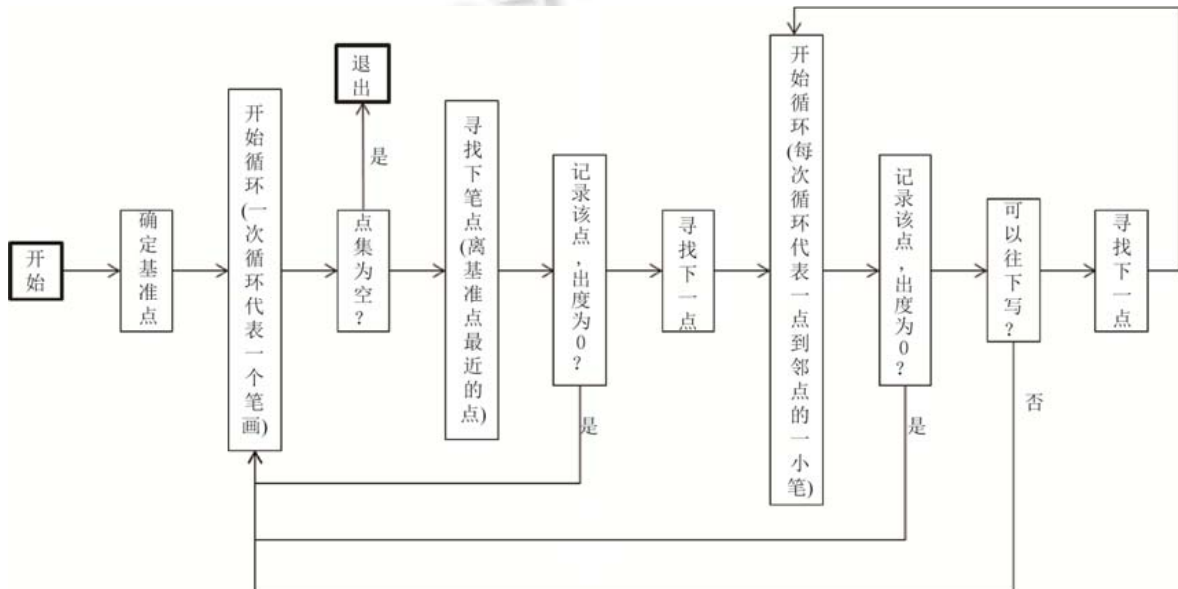 开始
确定基准点
开始循环(一次循环代表一个笔画)
点集为空?
是
退出
寻找下笔点(离基准点最近的点)
记录该点,出度为0?
是
寻找下一点
开始循环(每次循环代表一点到邻点的一小笔)
记录该点,出度为0?
是
可以往下写?
否
寻找下一点